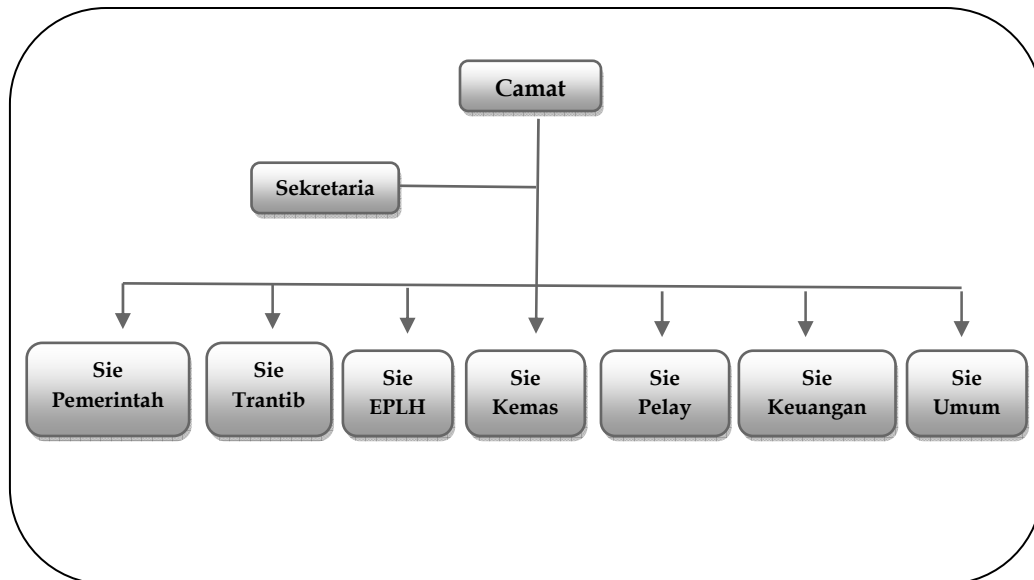 Camat
Sekretaria
Sie
Pemerintah
Sie
Trantib
Sie
EPLH
Sie
Kemas
Sie
Pelay
Sie
Keuangan
Sie
Umum